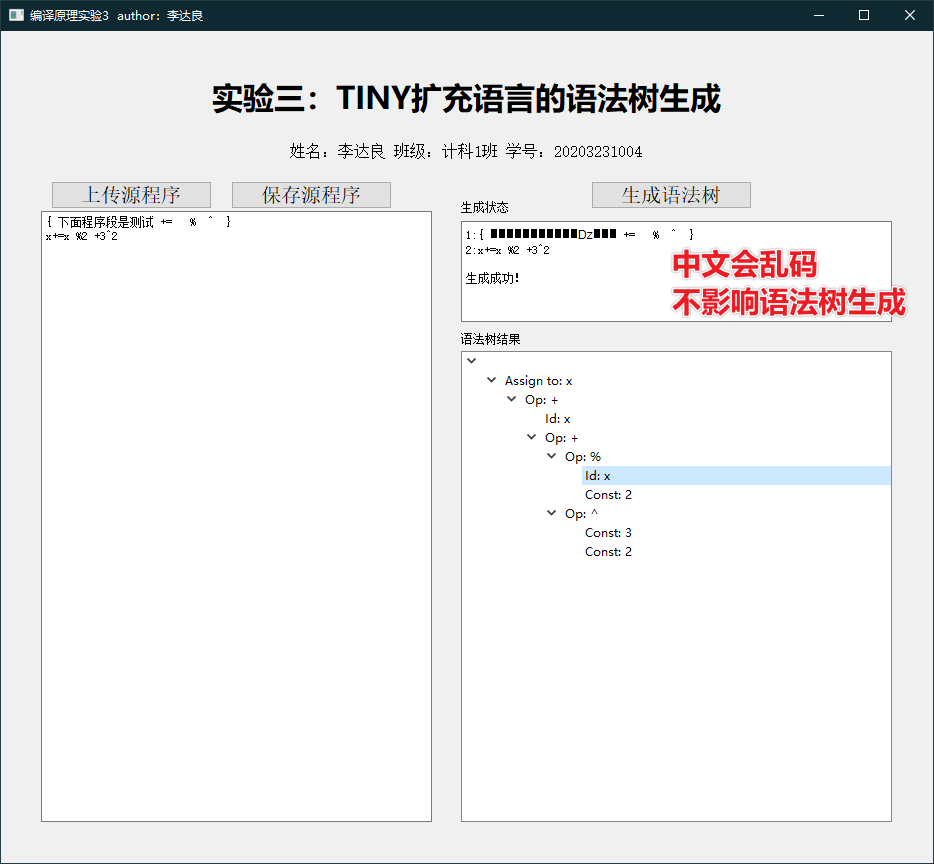 编译原理实验3 author: 李达良
实验三：TINY扩充语言的语法树生成
姓名：李达良 班级：计科1班 学号：20203231004
上传源程序
保存源程序
{ 下面程序段是测试 += % ^ }
x+=x %2 +3^2
生成语法树
生成状态
1:{ Dz += % ^ }
2:x+=x %2 +3^2
生成成功!
中文会乱码
不影响语法树生成
语法树结果
Assign to: x
Op: +
Id: x
Op: +
Op: %
Id: x
Const: 2
Op: ^
Const: 3
Const: 2